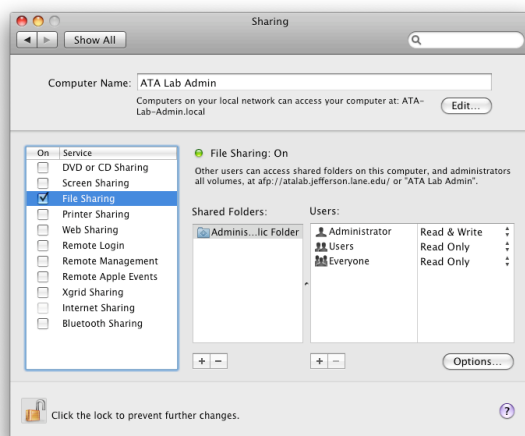 Sharing
Show All
Computer Name: ATA Lab Admin
Computers on your local network can access your computer at: ATA-
Lab-Admin.local
Edit...
On Service
DVD or CD Sharing
Screen Sharing
File Sharing
Printer Sharing
Web Sharing
Remote Login
Remote Management
Remote Apple Events
Xgrid Sharing
Internet Sharing
Bluetooth Sharing
File Sharing: On
Other users can access shared folders on this computer, and administrators
all volumes, at afp://atalab.jefferson.lane.edu/ or "ATA Lab Admin".
Shared Folders: Users:
Adminis...lic Folder
Administrator Read & Write
Users Read Only
Everyone Read Only
+ − + −
Options...
Click the lock to prevent further changes.
?